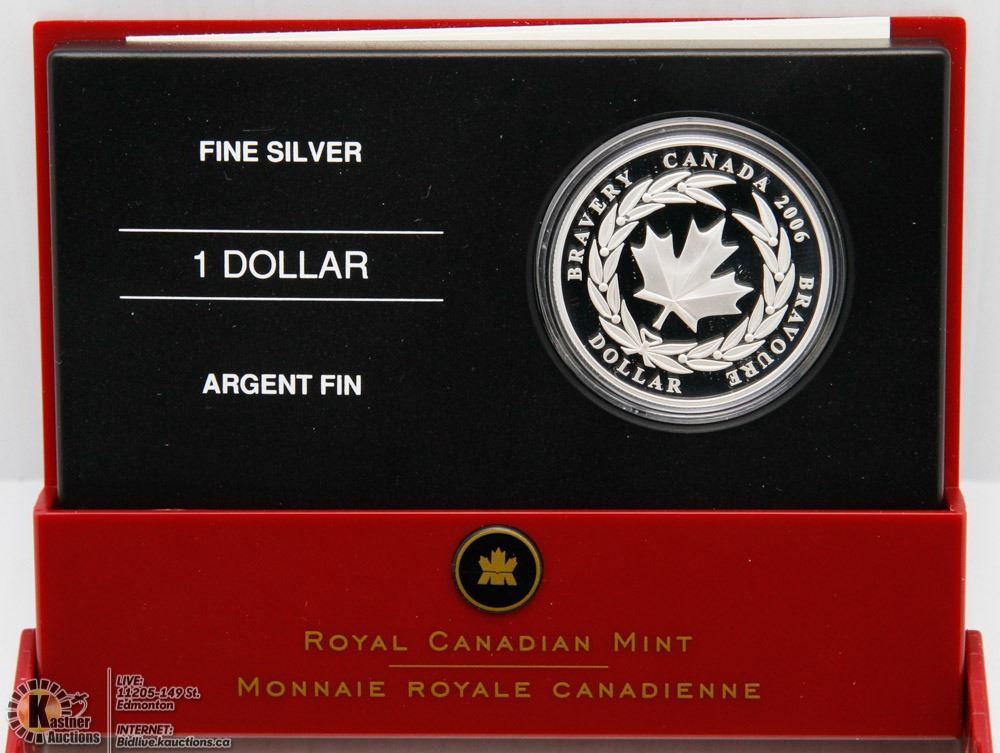 FINE SILVER
1 DOLLAR
ARGENT FIN
BRAVERY CANADA 2006 BRAVOURE
DOLLAR
ROYAL CANADIAN MINT
MONNAIE ROYALE CANADIENNE
Kastner
Auctions
LIVE:
11205-149 St.
Edmonton
INTERNET:
Bidlive.kauctions.ca